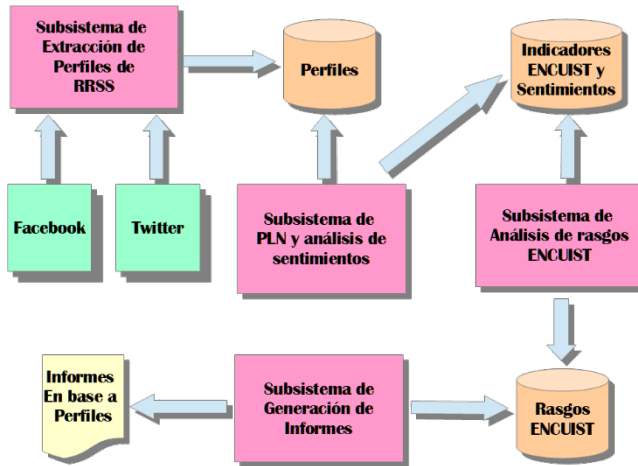 Subsistema de
Extracción de
Perfiles de
RRSS
Perfiles
Indicadores
ENCUIST y
Sentimientos
Facebook
Twitter
Subsistema de
PLN y análisis de
sentimientos
Subsistema de
Análisis de rasgos
ENCUIST
Informes
En base a
Perfiles
Subsistema de
Generación de
Informes
Rasgos
ENCUIST